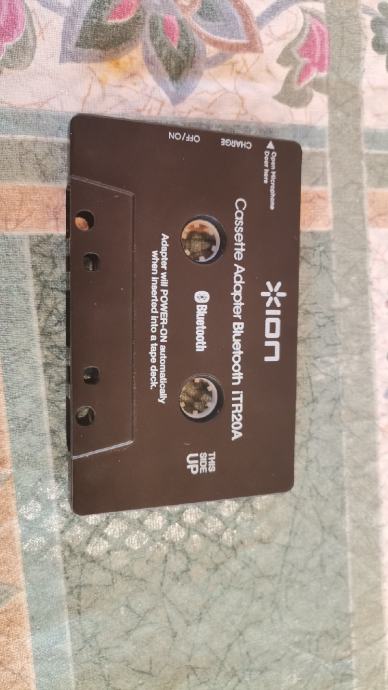 XION
Cassette Adapter Bluetooth ITR20A
◀ Open Microphone
Door here
CHARGE
OFF/ON
Bluetooth
THIS
SIDE
UP
Adapter will POWER-ON automatically
when inserted into a tape deck.